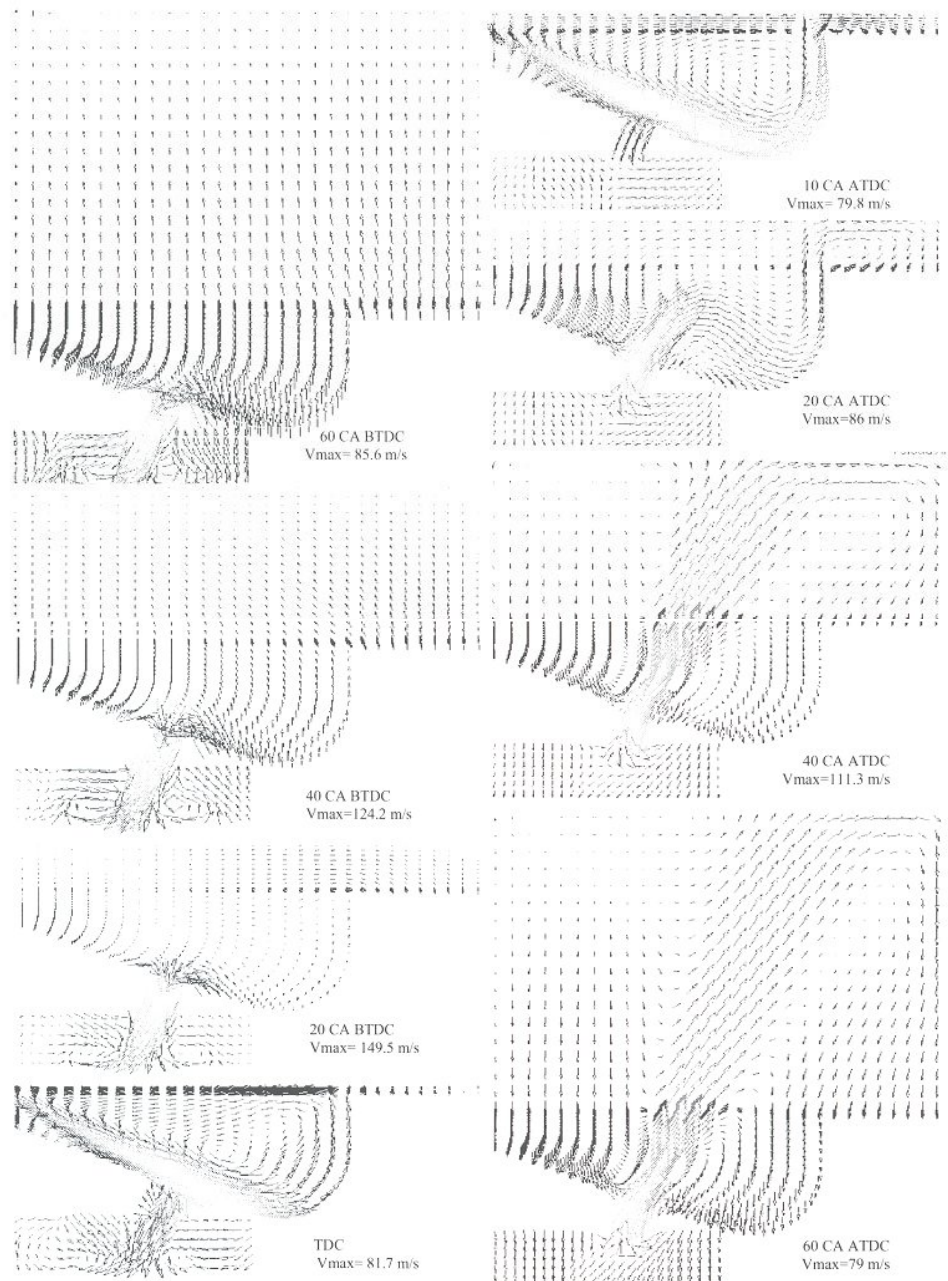 60 CA BTDC
Vmax= 85.6 m/s
40 CA BTDC
Vmax=124.2 m/s
20 CA BTDC
Vmax= 149.5 m/s
TDC
Vmax= 81.7 m/s
10 CA ATDC
Vmax= 79.8 m/s
20 CA ATDC
Vmax=86 m/s
40 CA ATDC
Vmax=111.3 m/s
60 CA ATDC
Vmax=79 m/s